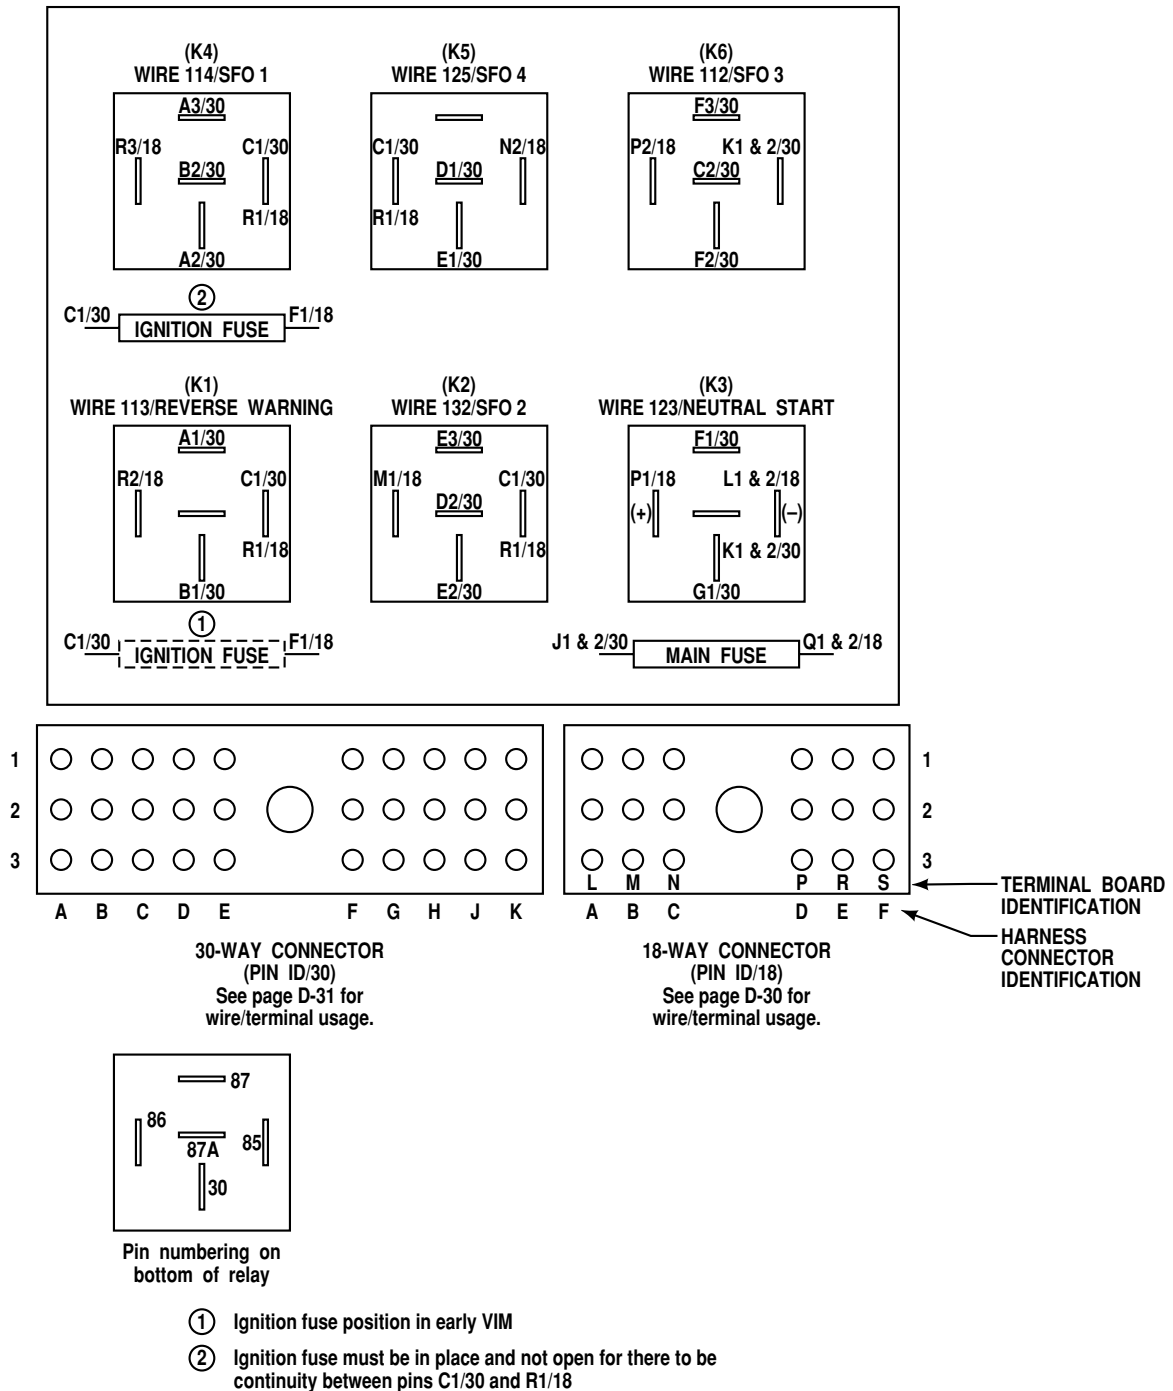 (K4)
WIRE 114/SFO 1
A3/30
R3/18
C1/30
B2/30
R1/18
A2/30
(K5)
WIRE 125/SFO 4
C1/30
N2/18
D1/30
R1/18
E1/30
(K6)
WIRE 112/SFO 3
F3/30
P2/18
K1 & 2/30
C2/30
F2/30
2
C1/30
IGNITION FUSE
F1/18
(K1)
WIRE 113/REVERSE WARNING
A1/30
R2/18
C1/30
R1/18
B1/30
(K2)
WIRE 132/SFO 2
E3/30
M1/18
C1/30
D2/30
R1/18
E2/30
(K3)
WIRE 123/NEUTRAL START
F1/30
P1/18
L1 & 2/18
(+)
(–)
K1 & 2/30
G1/30
1
C1/30
IGNITION FUSE
F1/18
J1 & 2/30
MAIN FUSE
Q1 & 2/18
1
2
3
A B C D E F G H J K
30-WAY CONNECTOR
(PIN ID/30)
See page D-31 for
wire/terminal usage.
1
2
3
L M N P R S
A B C D E F
18-WAY CONNECTOR
(PIN ID/18)
See page D-30 for
wire/terminal usage.
TERMINAL BOARD
IDENTIFICATION
HARNESS
CONNECTOR
IDENTIFICATION
87
86
87A
85
30
Pin numbering on
bottom of relay
1 Ignition fuse position in early VIM
2 Ignition fuse must be in place and not open for there to be
continuity between pins C1/30 and R1/18